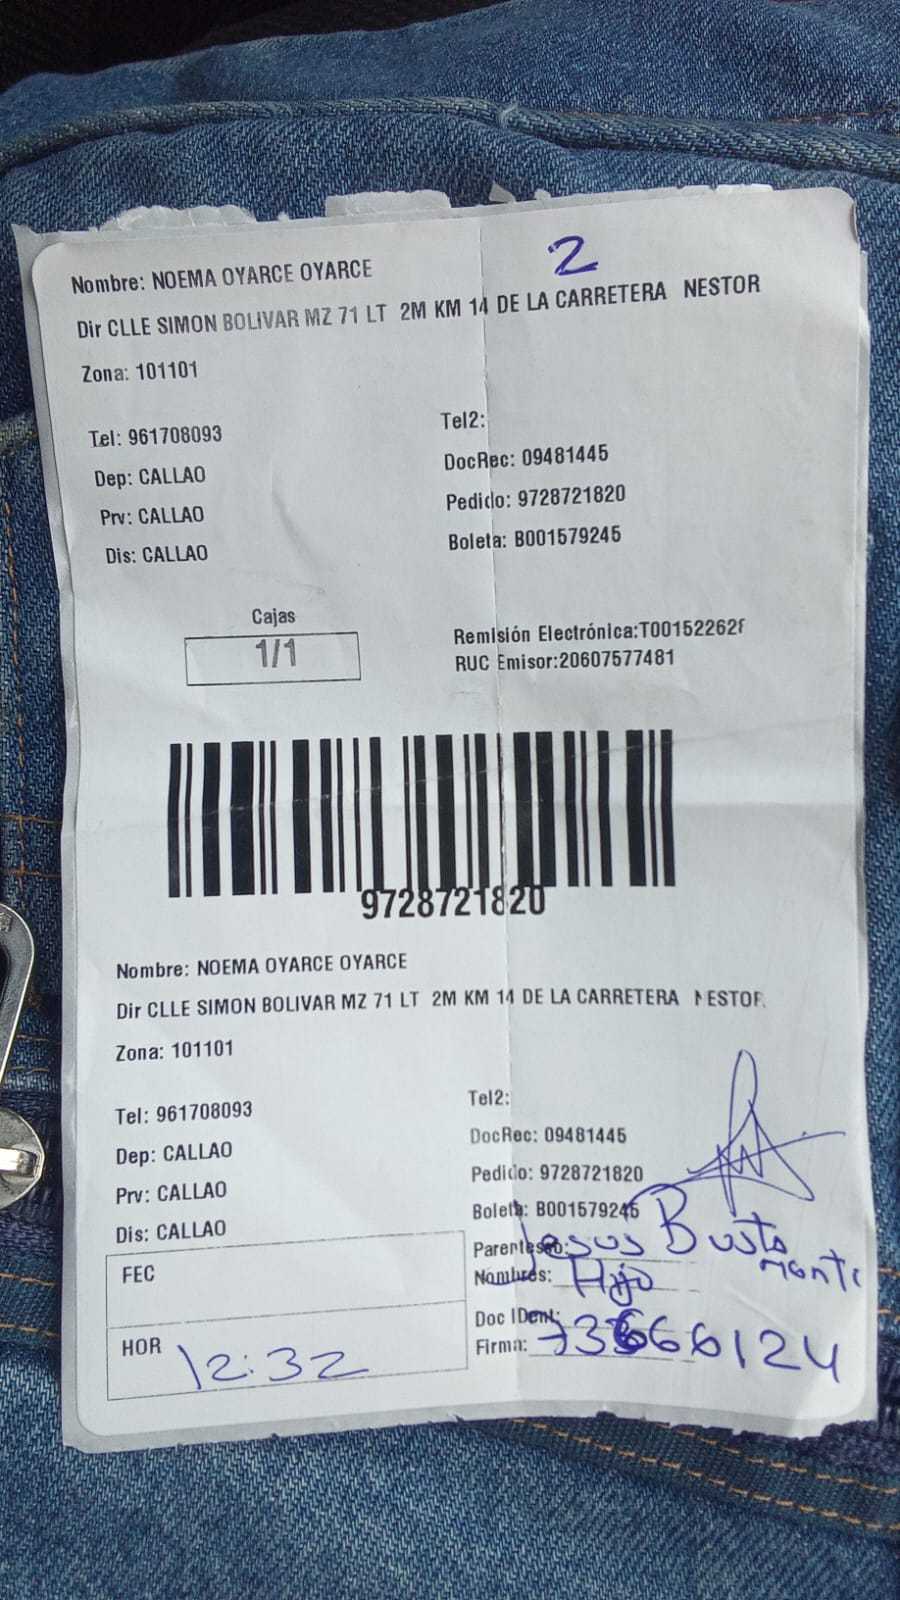 2
Nombre: NOEMA OYARCE OYARCE
Dir CLLE SIMON BOLIVAR MZ 71 LT 2M KM 14 DE LA CARRETERA NESTOR
Zona: 101101
Tel: 961708093
Tel2:
Dep: CALLAO
DocRec: 09481445
Prv: CALLAO
Pedido: 9728721820
Dis: CALLAO
Boleta: B001579245
Cajas
1/1
Remisión Electrónica:T00152262
RUC Emisor:20607577481
9728721820
Nombre: NOEMA OYARCE OYARCE
Dir CLLE SIMON BOLIVAR MZ 71 LT 2M KM 14 DE LA CARRETERA NESTOR
Zona: 101101
Tel: 961708093
Tel2:
Dep: CALLAO
DocRec: 09481445
Prv: CALLAO
Pedido: 9728721820
Dis: CALLAO
Boleta: B001579245
Parentesco: Jesus Busta
monte
Nombres: Hijo
Doc IDent:
Firma:
FEC
HOR 12:32